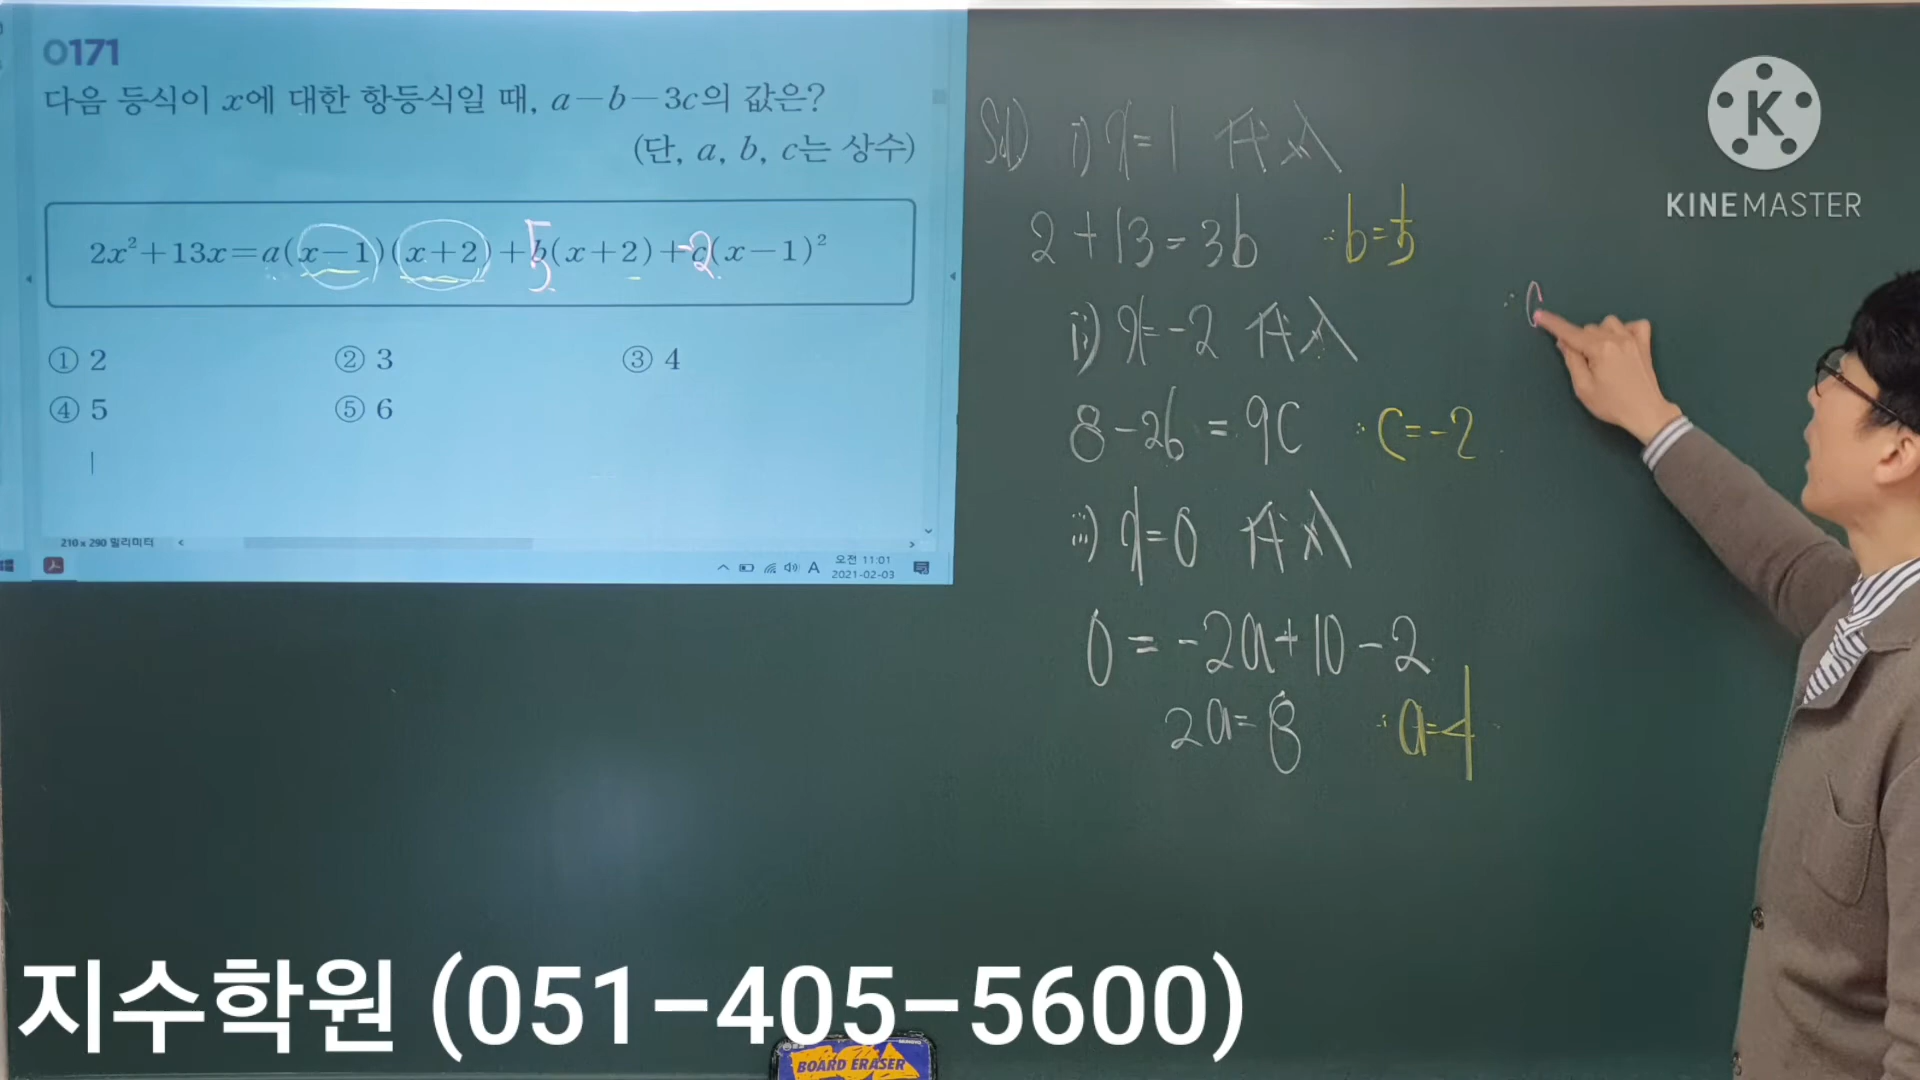 0171
다음 등식이 x에 대한 항등식일 때, a-b-3c의 값은?
(단, a, b, c는 상수)
2x²+13x=a(x-1)(x+2)+b(x+2)+c(x-1)²
5
-2
① 2 ② 3 ③ 4
④ 5 ⑤ 6
210 x 290 밀리미터
A 오전 11:01
2021-02-03
Sol) i) x=1 대입
2+13=3b ∴b=5
ii) x=-2 대입
8-26=9c ∴c=-2
iii) x=0 대입
0=-2a+10-2
2a=8 ∴a=4
∴
K
KINEMASTER
지수학원 (051-405-5600)
BOARD ERASER